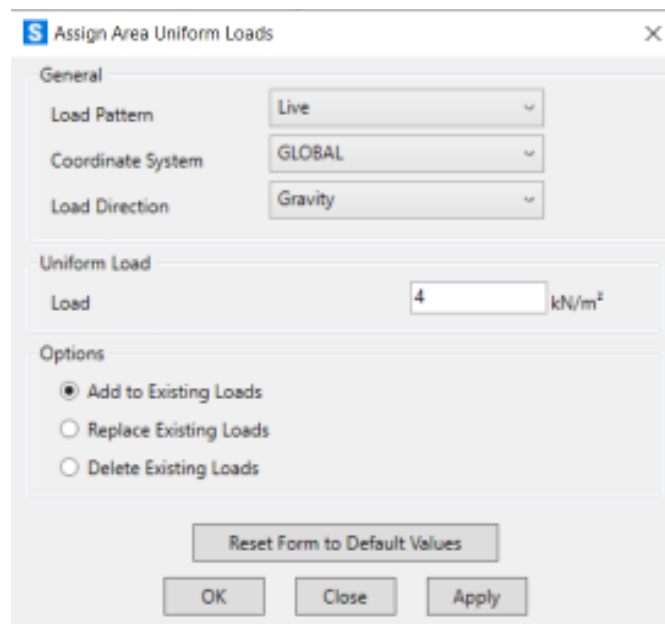 S Assign Area Uniform Loads
General
Load Pattern Live
Coordinate System GLOBAL
Load Direction Gravity
Uniform Load
Load 4 kN/m²
Options
Add to Existing Loads
Replace Existing Loads
Delete Existing Loads
Reset Form to Default Values
OK Close Apply